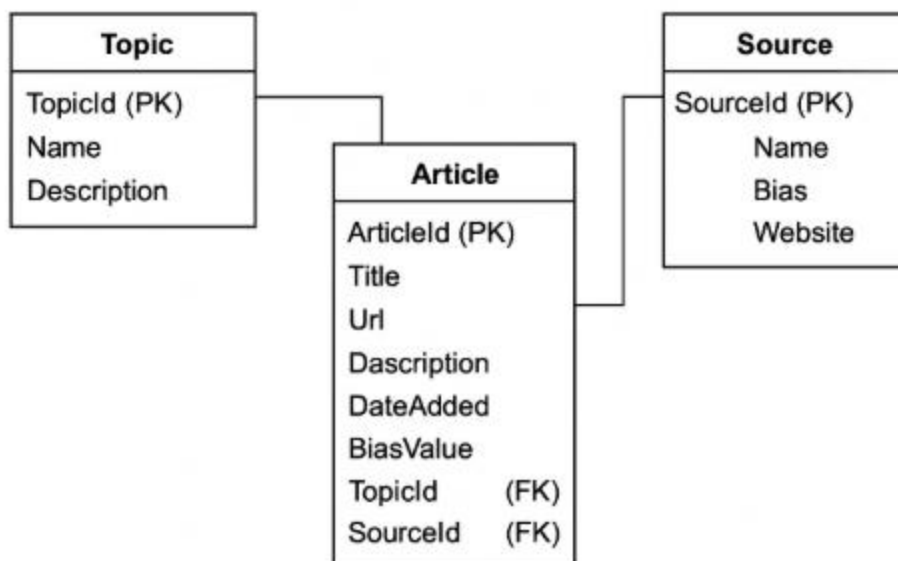 Topic
TopicId (PK)
Name
Description
Article
ArticleId (PK)
Title
Url
Dascription
DateAdded
BiasValue
TopicId (FK)
SourceId (FK)
Source
SourceId (PK)
Name
Bias
Website